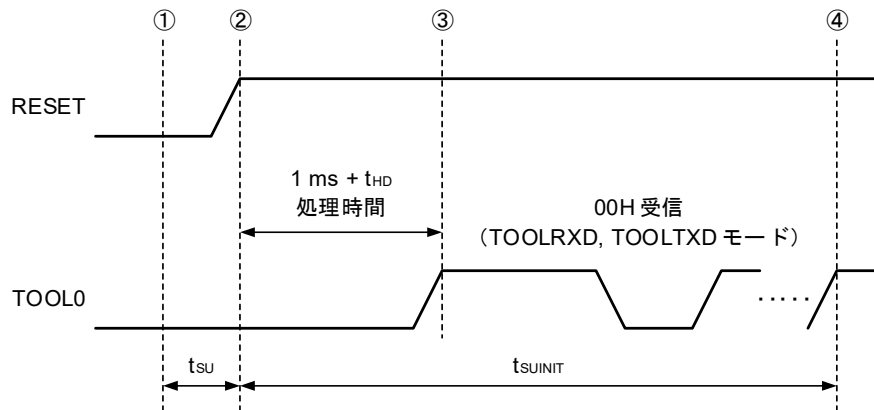 ① ② ③ ④
RESET
1 ms + tHD
処理時間
00H 受信
（TOOLRXD, TOOLTXD モード）
TOOL0
.....
tSU
tSUINIT